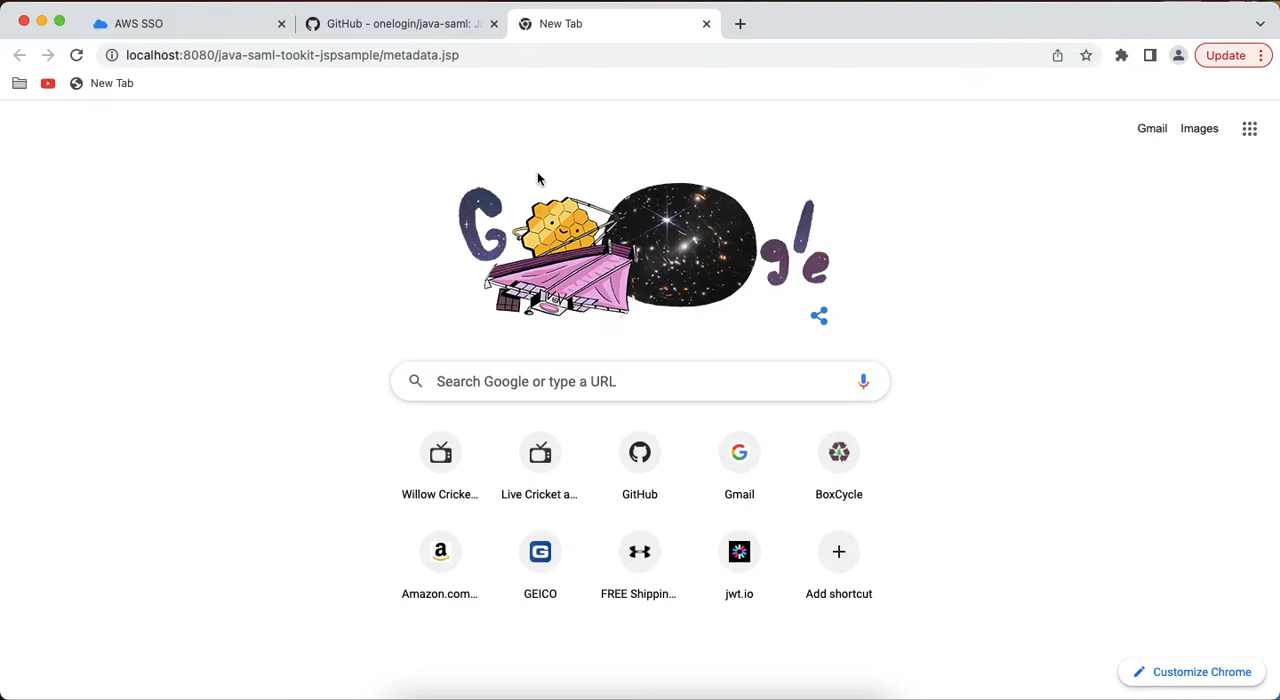 AWS SSO
GitHub - onelogin/java-saml: J
New Tab
localhost:8080/java-saml-tookit-jspsample/metadata.jsp
Update
New Tab
Gmail Images
G gle
Search Google or type a URL
Willow Cricke... Live Cricket a... GitHub Gmail BoxCycle
Amazon.com... GEICO FREE Shippin... jwt.io Add shortcut
Customize Chrome